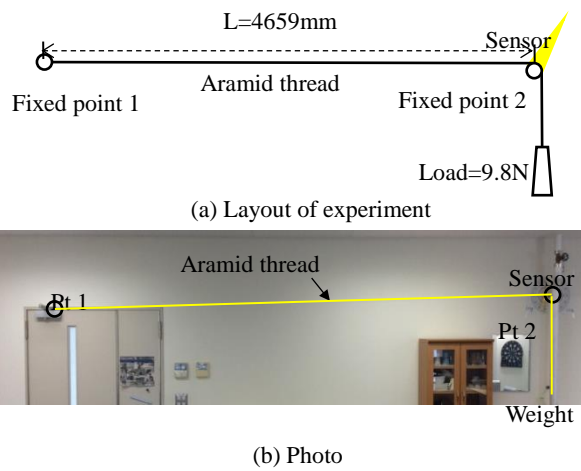 L=4659mm
Sensor
Aramid thread
Fixed point 1
Fixed point 2
Load=9.8N
(a) Layout of experiment
Aramid thread
Sensor
Pt 1
Pt 2
Weight
(b) Photo